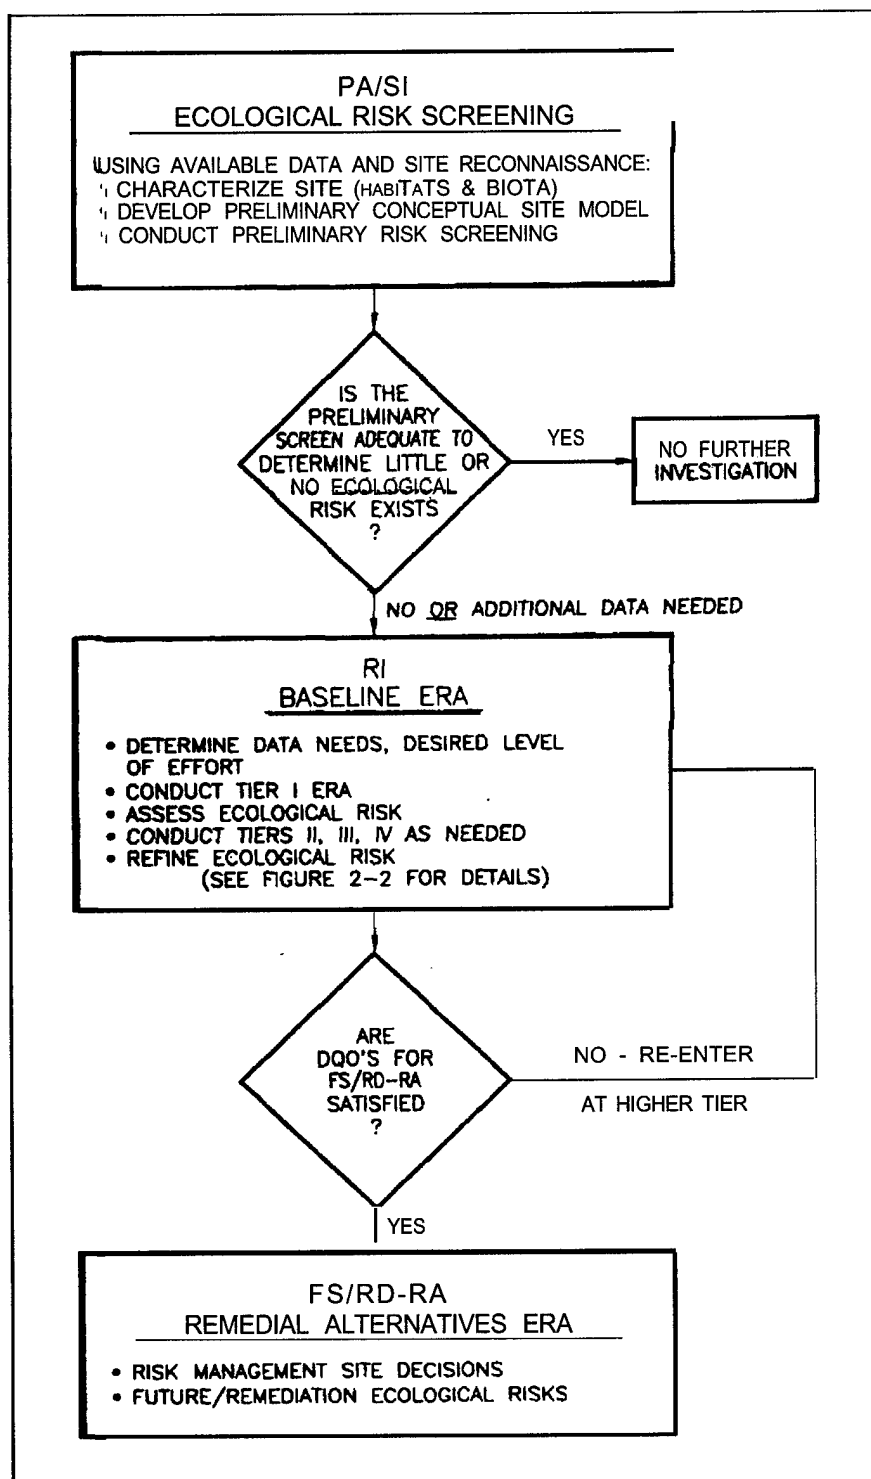 PA/SI
ECOLOGICAL RISK SCREENING
USING AVAILABLE DATA AND SITE RECONNAISSANCE:
CHARACTERIZE SITE (HABITATS & BIOTA)
DEVELOP PRELIMINARY CONCEPTUAL SITE MODEL
CONDUCT PRELIMINARY RISK SCREENING
IS THE
PRELIMINARY
SCREEN ADEQUATE TO
DETERMINE LITTLE OR
NO ECOLOGICAL
RISK EXISTS
?
YES
NO FURTHER
INVESTIGATION
NO OR ADDITIONAL DATA NEEDED
RI
BASELINE ERA
• DETERMINE DATA NEEDS, DESIRED LEVEL
OF EFFORT
• CONDUCT TIER I ERA
• ASSESS ECOLOGICAL RISK
• CONDUCT TIERS II, III, IV AS NEEDED
• REFINE ECOLOGICAL RISK
(SEE FIGURE 2-2 FOR DETAILS)
ARE
DQO'S FOR
FS/RD-RA
SATISFIED
?
NO - RE-ENTER
AT HIGHER TIER
YES
FS/RD-RA
REMEDIAL ALTERNATIVES ERA
• RISK MANAGEMENT SITE DECISIONS
• FUTURE/REMEDIATION ECOLOGICAL RISKS